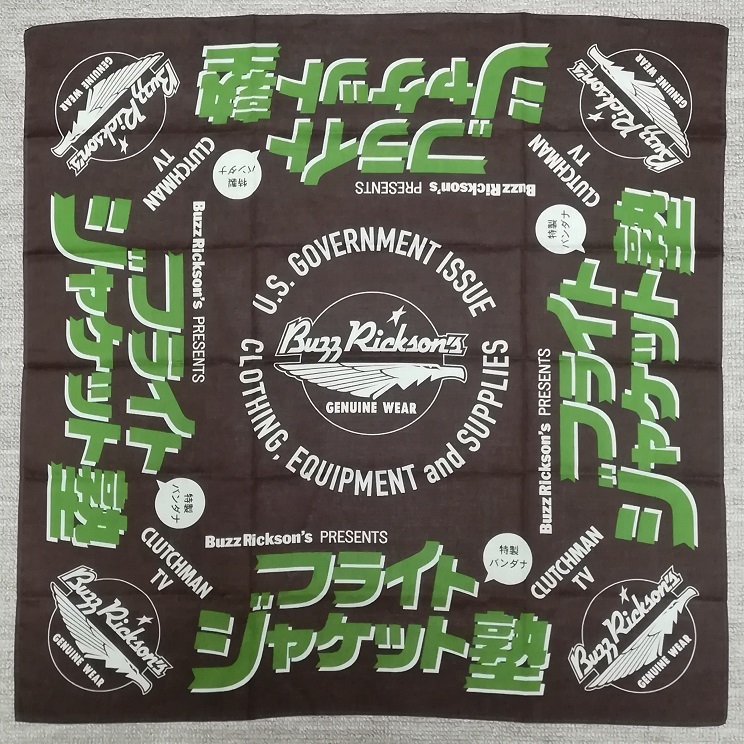 Buzz Rickson's
GENUINE WEAR
CLUTCHMAN
TV
Buzz Rickson's PRESENTS
フライト
ジャケット塾
特製
バンダナ
Buzz Rickson's
GENUINE WEAR
CLUTCHMAN
TV
Buzz Rickson's PRESENTS
フライト
ジャケット塾
特製
バンダナ
U.S. GOVERNMENT ISSUE
Buzz Rickson's
GENUINE WEAR
CLOTHING, EQUIPMENT and SUPPLIES
Buzz Rickson's PRESENTS
フライト
ジャケット塾
特製
バンダナ
Buzz Rickson's PRESENTS
フライト
ジャケット塾
特製
バンダナ
CLUTCHMAN
TV
Buzz Rickson's
GENUINE WEAR
CLUTCHMAN
TV
Buzz Rickson's
GENUINE WEAR